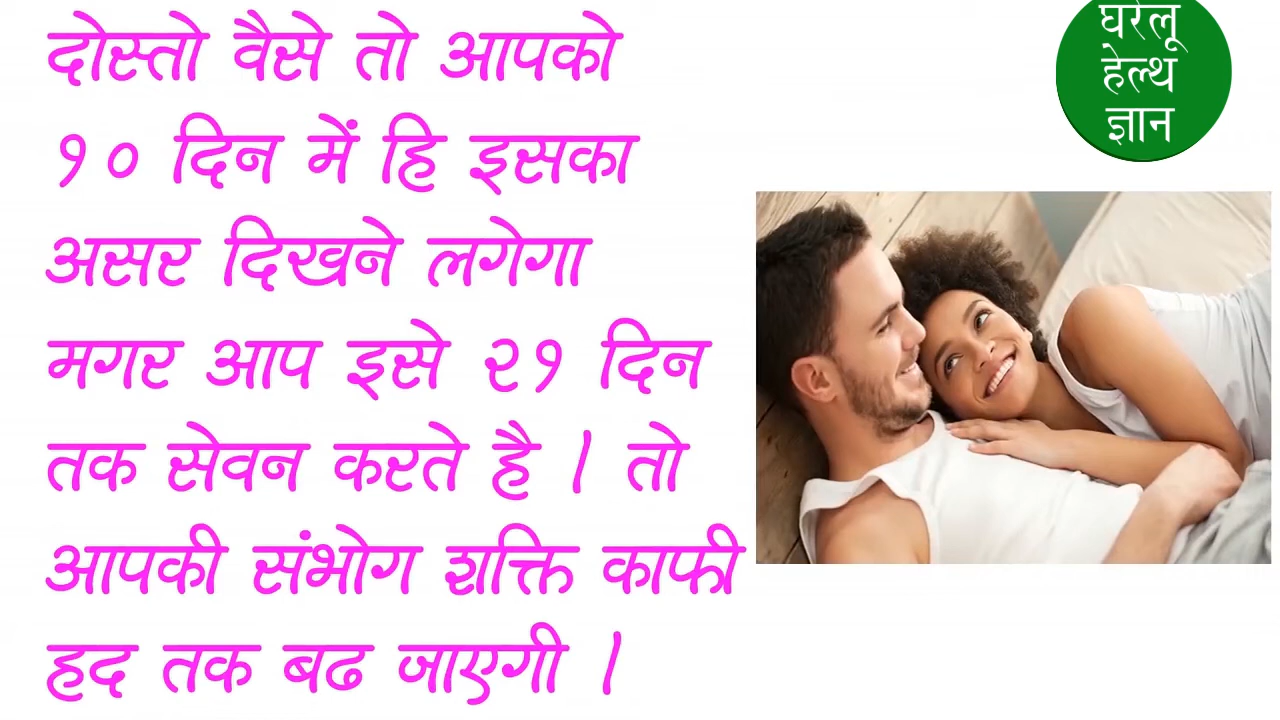 दोस्तो वैसे तो आपको
१० दिन में हि इसका
असर दिखने लगेगा
मगर आप इसे २१ दिन
तक सेवन करते है ।  तो
आपकी संभोग शक्ति काफी
हद तक बढ जाएगी ।
घरेलू
हेल्थ
ज्ञान